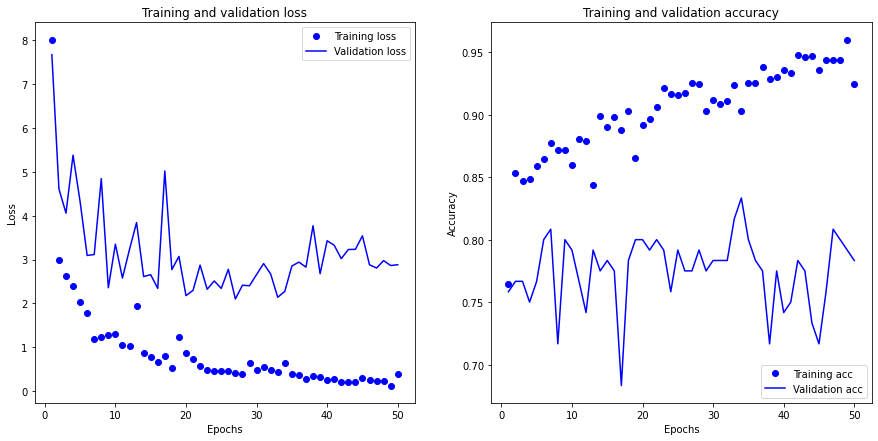 Training and validation loss
8
7
6
5
4
3
2
1
0
Loss
Training loss
Validation loss
0 10 20 30 40 50
Epochs
Training and validation accuracy
0.95
0.90
0.85
0.80
0.75
0.70
Accuracy
Training acc
Validation acc
0 10 20 30 40 50
Epochs